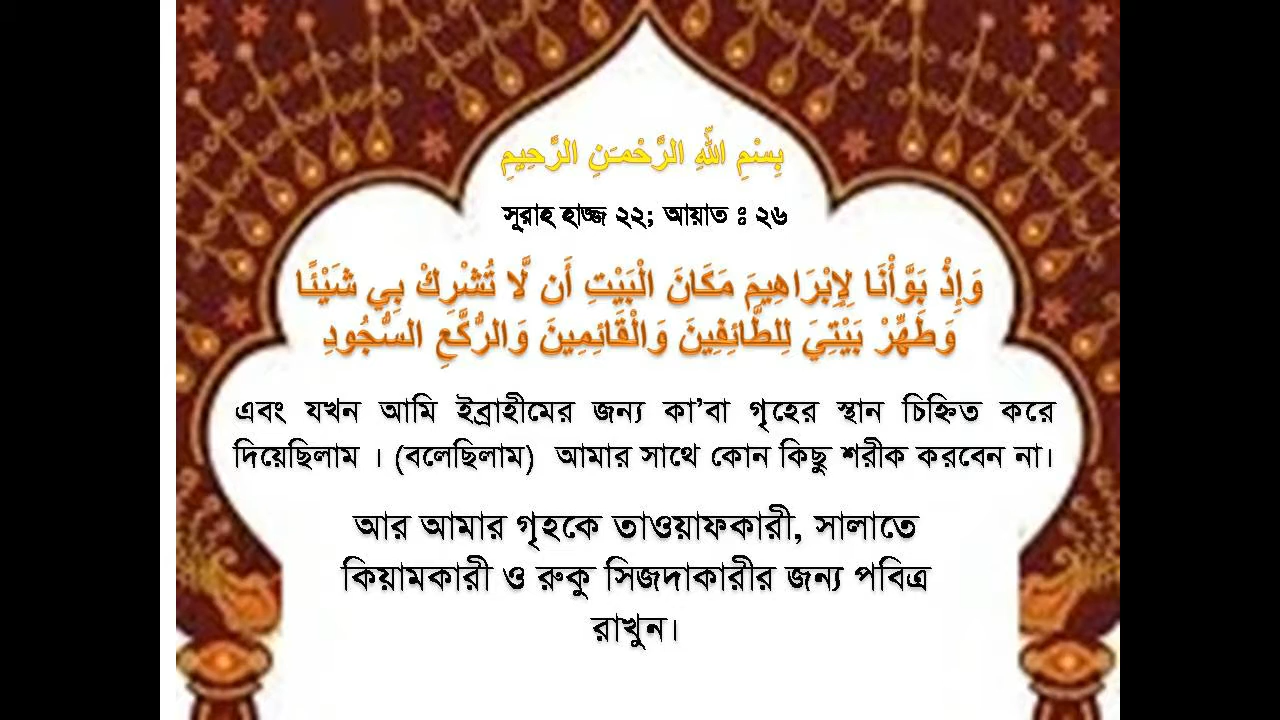 بِسْمِ اللّهِ الرَّحْمـَنِ الرَّحِيمِ
সূরাহ হাজ্জ ২২; আয়াত ঃ ২৬
وَإِذْ بَوَّأْنَا لِإِبْرَاهِيمَ مَكَانَ الْبَيْتِ أَن لَّا تُشْرِكْ بِي شَيْئًا
وَطَهِّرْ بَيْتِيَ لِلطَّائِفِينَ وَالْقَائِمِينَ وَالرُّكَّعِ السُّجُودِ
এবং যখন আমি ইব্রাহীমের জন্য কা’বা গৃহের স্থান চিহ্নিত করে
দিয়েছিলাম । (বলেছিলাম) আমার সাথে কোন কিছু শরীক করবেন না।
আর আমার গৃহকে তাওয়াফকারী, সালাতে
কিয়ামকারী ও রুকু সিজদাকারীর জন্য পবিত্র
রাখুন।